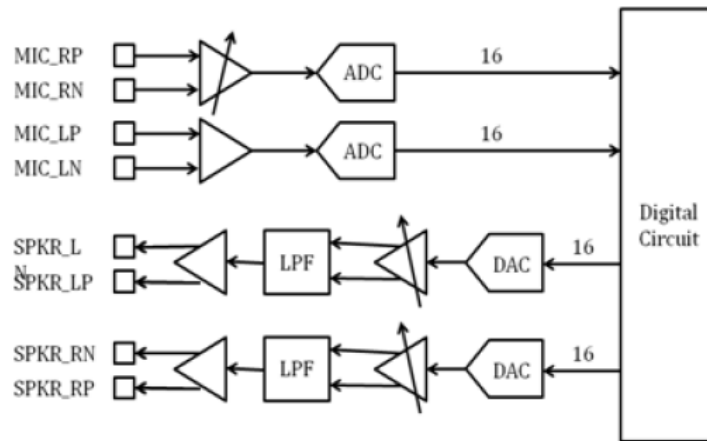 MIC_RP
MIC_RN
MIC_LP
MIC_LN
ADC
16
ADC
16
SPKR_L
N
SPKR_LP
LPF
DAC
16
SPKR_RN
SPKR_RP
LPF
DAC
16
Digital
Circuit